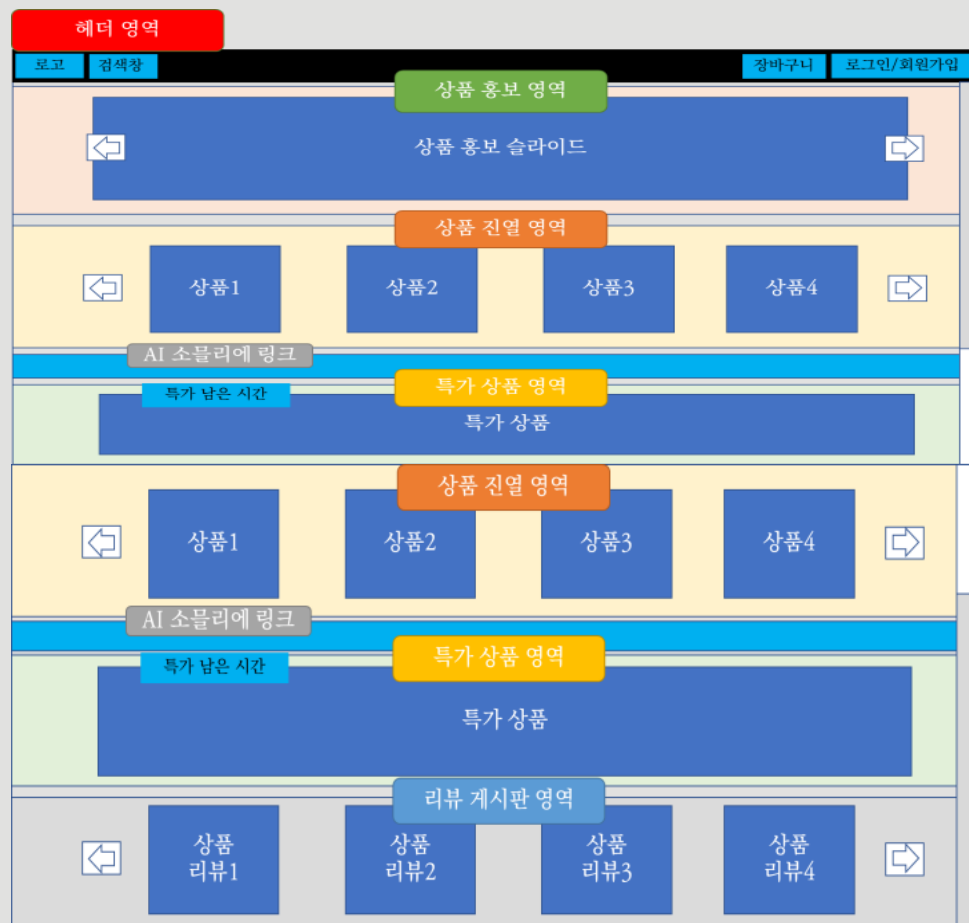 헤더 영역
로고
검색창
장바구니
로그인/회원가입
상품 홍보 영역
상품 홍보 슬라이드
상품 진열 영역
상품1
상품2
상품3
상품4
AI 소믈리에 링크
특가 상품 영역
특가 남은 시간
특가 상품
상품 진열 영역
상품1
상품2
상품3
상품4
AI 소믈리에 링크
특가 상품 영역
특가 남은 시간
특가 상품
리뷰 게시판 영역
상품
리뷰1
상품
리뷰2
상품
리뷰3
상품
리뷰4